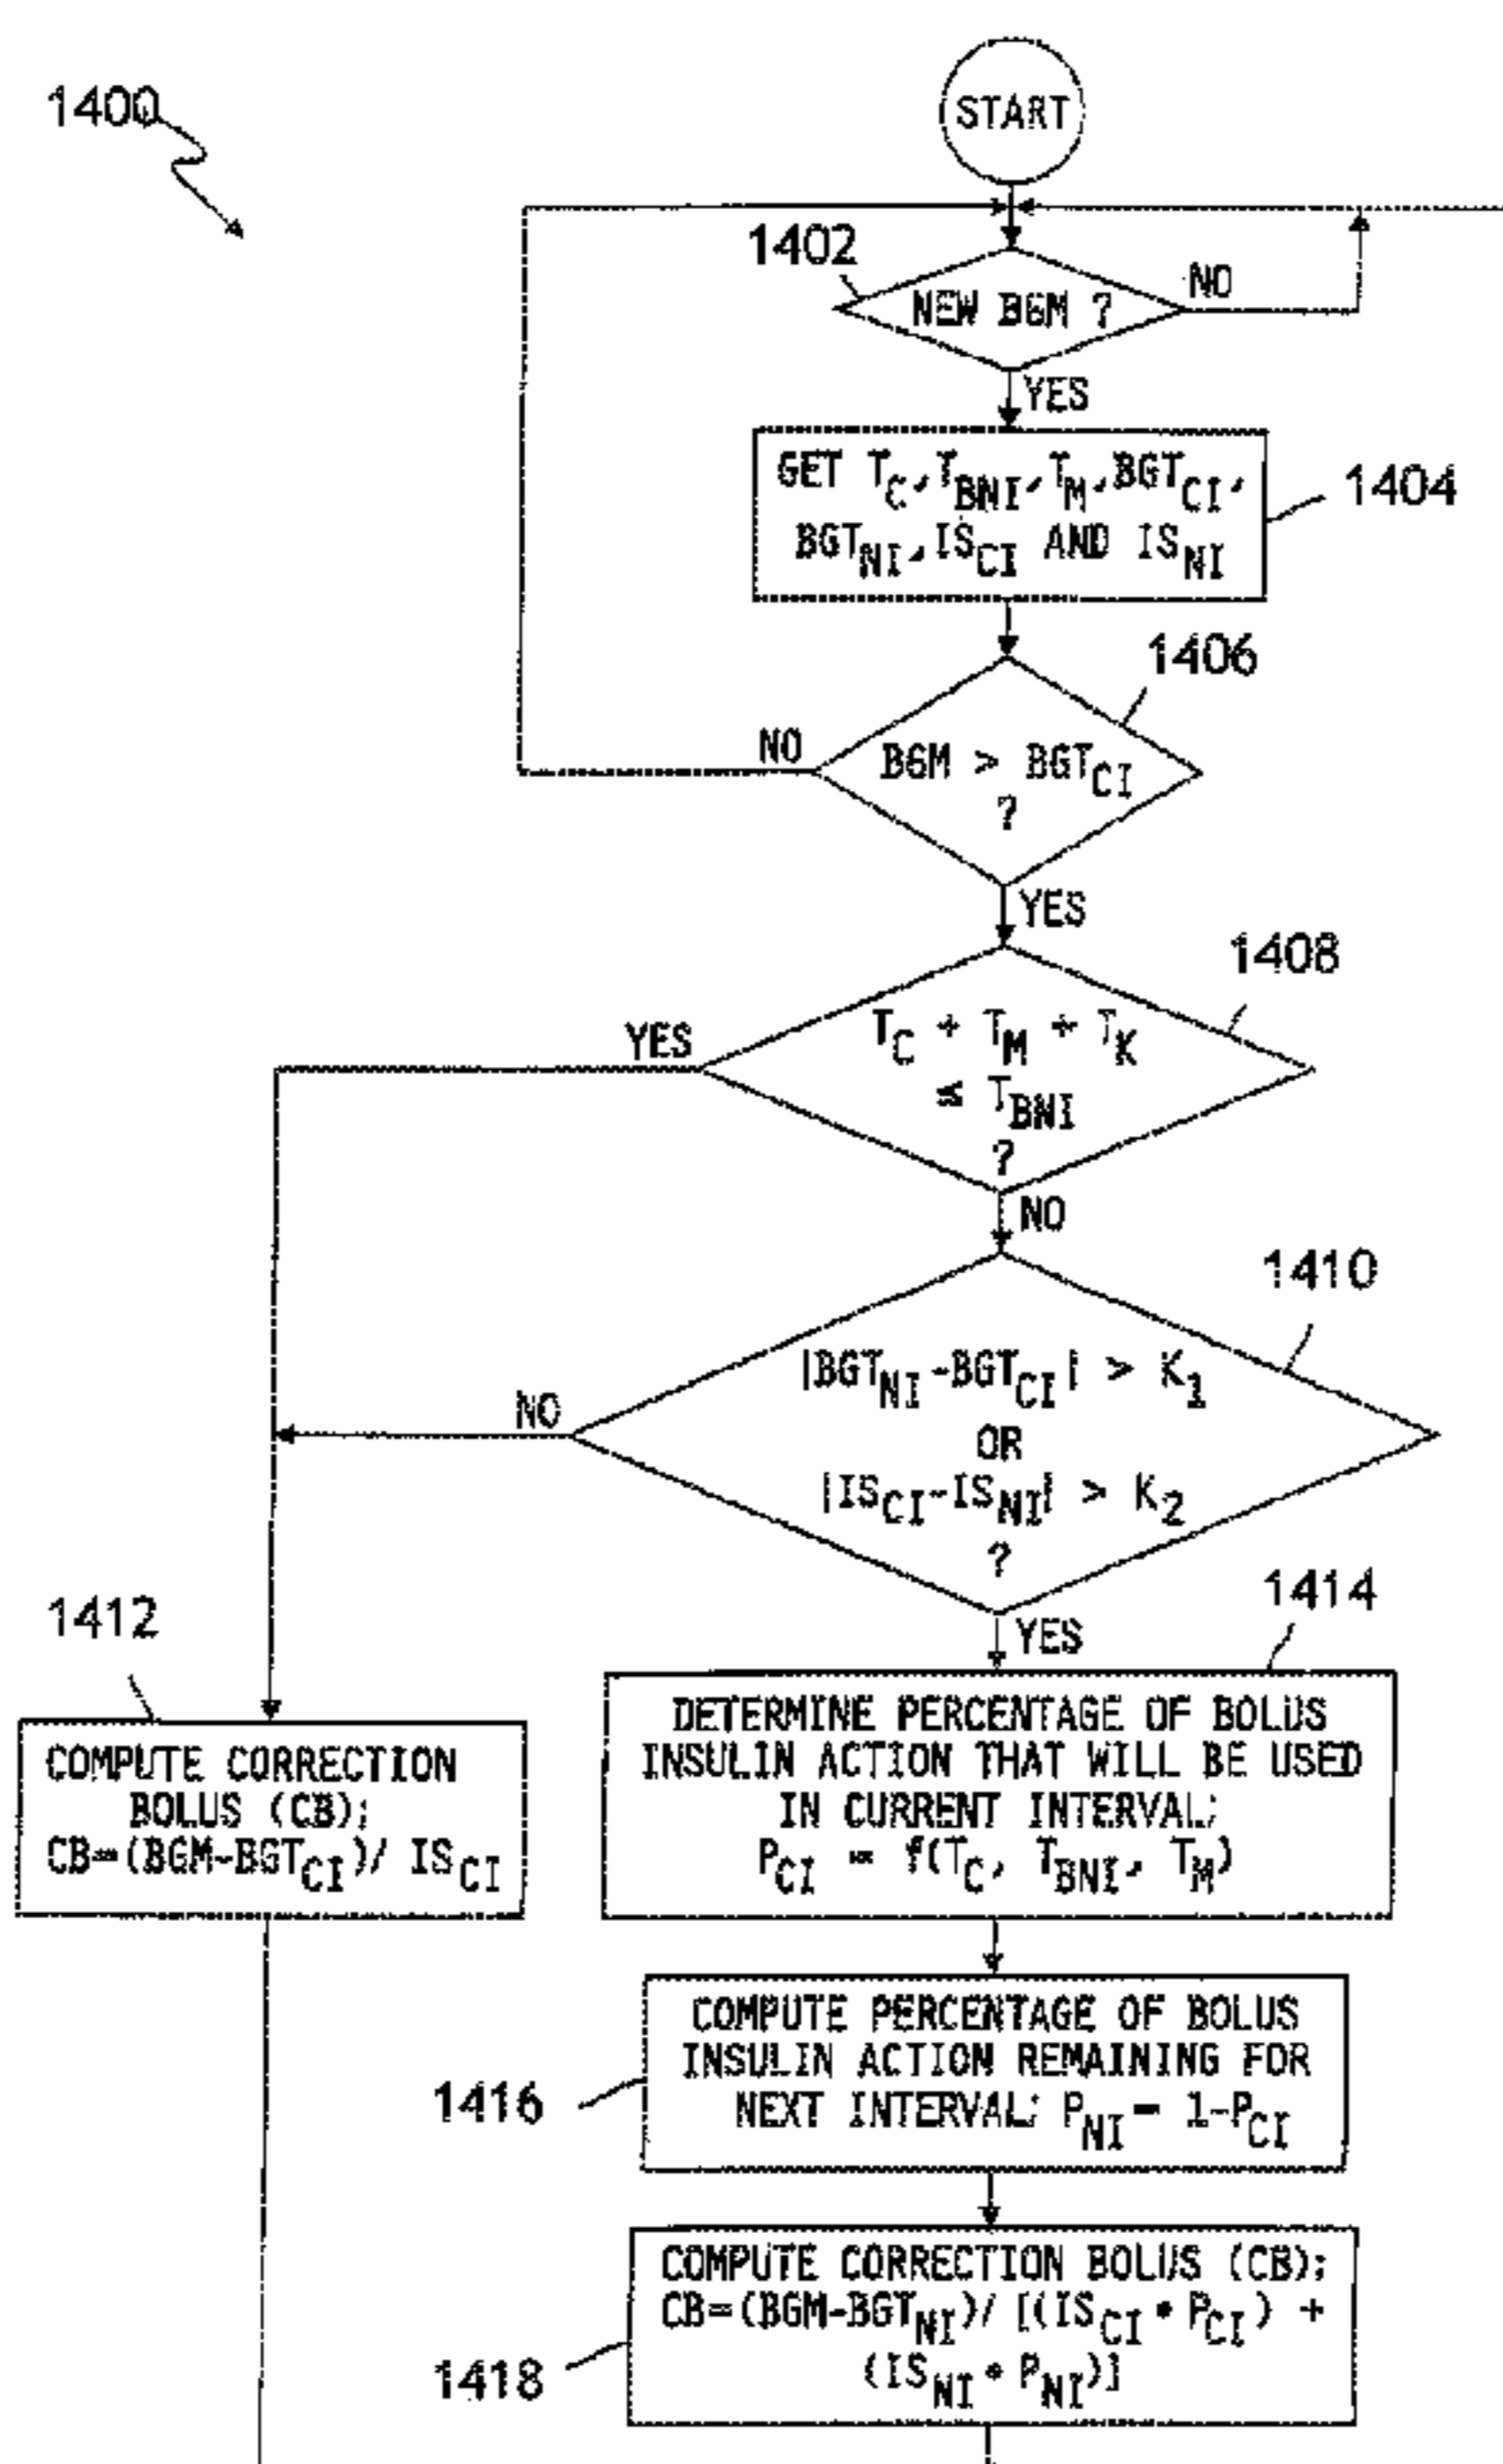 1400
START
1402
NEW BGM ?
NO
YES
GET T_C, T_BNI, T_M, BGT_CI,
BGT_NI, IS_CI AND IS_NI
1404
1406
NO
BGM > BGT_CI
?
YES
1408
YES
T_C + T_M + T_K
≤ T_BNI
?
NO
1410
NO
|BGT_NI-BGT_CI| > K_1
OR
|IS_CI-IS_NI| > K_2
?
YES
1412
1414
COMPUTE CORRECTION
BOLUS (CB);
CB=(BGM-BGT_CI)/ IS_CI
DETERMINE PERCENTAGE OF BOLUS
INSULIN ACTION THAT WILL BE USED
IN CURRENT INTERVAL;
P_CI = f(T_C, T_BNI, T_M)
1416
COMPUTE PERCENTAGE OF BOLUS
INSULIN ACTION REMAINING FOR
NEXT INTERVAL; P_NI = 1-P_CI
1418
COMPUTE CORRECTION BOLUS (CB);
CB=(BGM-BGT_NI)/ [(IS_CI • P_CI) +
(IS_NI • P_NI)]